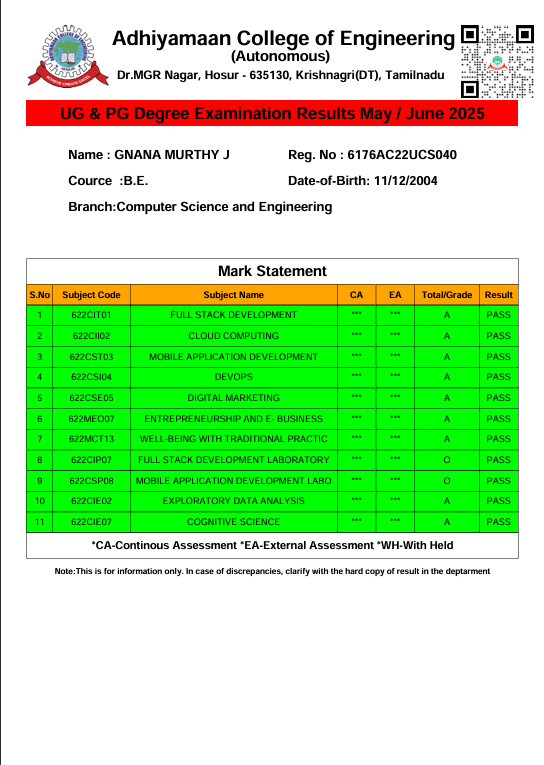 Adhiyamaan College of Engineering
(Autonomous)
Dr.MGR Nagar, Hosur - 635130, Krishnagri(DT), Tamilnadu
UG & PG Degree Examination Results May / June 2025
Name : GNANA MURTHY J Reg. No : 6176AC22UCS040
Cource :B.E. Date-of-Birth: 11/12/2004
Branch:Computer Science and Engineering
Mark Statement
S.No Subject Code Subject Name CA EA Total/Grade Result
1 622CIT01 FULL STACK DEVELOPMENT *** *** A PASS
2 622CII02 CLOUD COMPUTING *** *** A PASS
3 622CST03 MOBILE APPLICATION DEVELOPMENT *** *** A PASS
4 622CSI04 DEVOPS *** *** A PASS
5 622CSE05 DIGITAL MARKETING *** *** A PASS
6 622MEO07 ENTREPRENEURSHIP AND E- BUSINESS *** *** A PASS
7 622MCT13 WELL-BEING WITH TRADITIONAL PRACTIC *** *** A PASS
8 622CIP07 FULL STACK DEVELOPMENT LABORATORY *** *** O PASS
9 622CSP08 MOBILE APPLICATION DEVELOPMENT LABO *** *** O PASS
10 622CIE02 EXPLORATORY DATA ANALYSIS *** *** A PASS
11 622CIE07 COGNITIVE SCIENCE *** *** A PASS
*CA-Continous Assessment *EA-External Assessment *WH-With Held
Note:This is for information only. In case of discrepancies, clarify with the hard copy of result in the deptarment